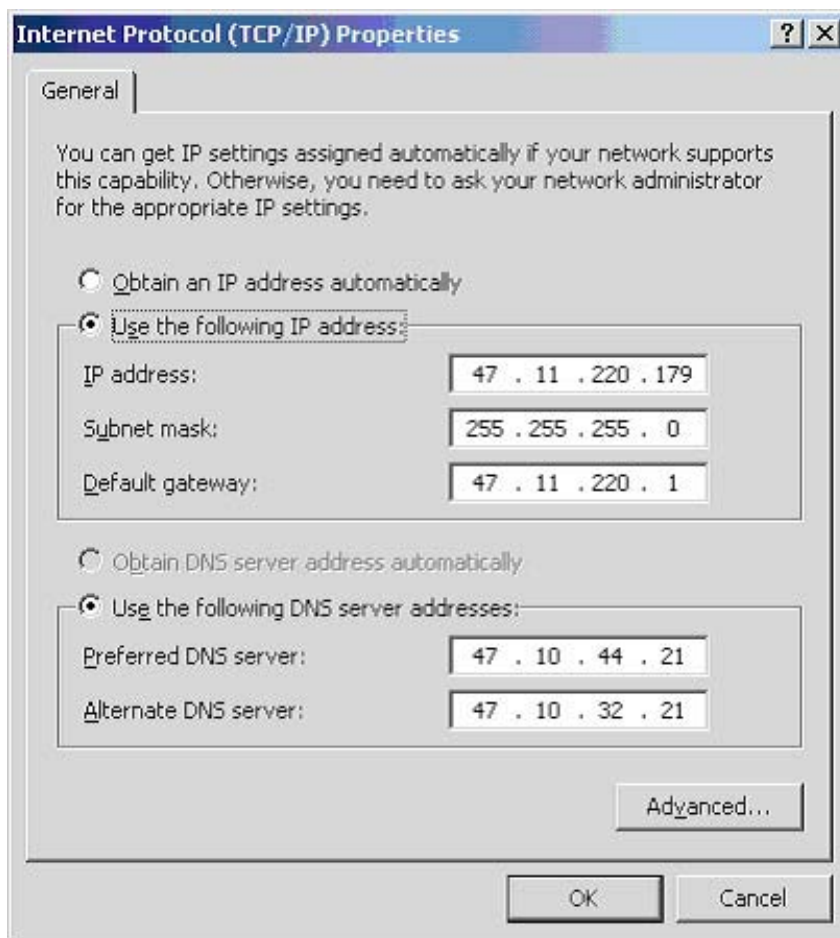 Internet Protocol (TCP/IP) Properties
General
You can get IP settings assigned automatically if your network supports
this capability. Otherwise, you need to ask your network administrator
for the appropriate IP settings.
Obtain an IP address automatically
Use the following IP address:
IP address: 47 . 11 . 220 . 179
Subnet mask: 255 . 255 . 255 . 0
Default gateway: 47 . 11 . 220 . 1
Obtain DNS server address automatically
Use the following DNS server addresses:
Preferred DNS server: 47 . 10 . 44 . 21
Alternate DNS server: 47 . 10 . 32 . 21
Advanced...
OK Cancel